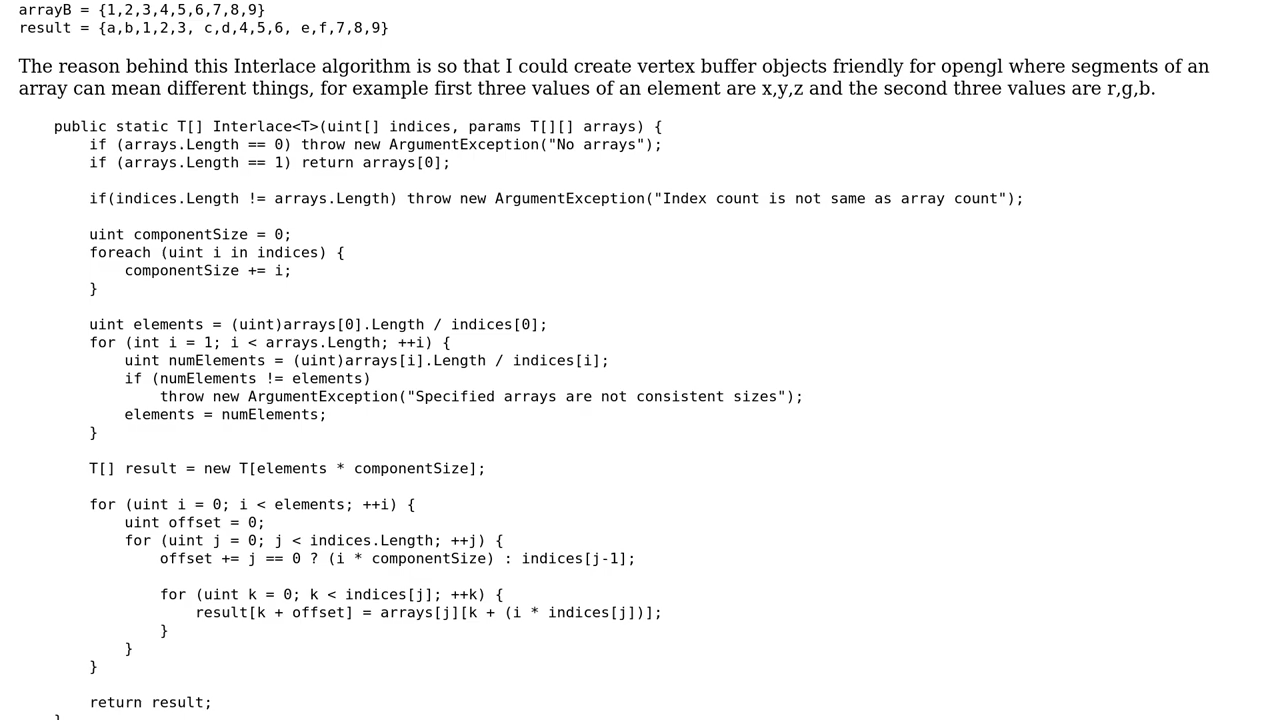 arrayB = {1,2,3,4,5,6,7,8,9}
result = {a,b,1,2,3, c,d,4,5,6, e,f,7,8,9}
The reason behind this Interlace algorithm is so that I could create vertex buffer objects friendly for opengl where segments of an
array can mean different things, for example first three values of an element are x,y,z and the second three values are r,g,b.
    public static T[] Interlace<T>(uint[] indices, params T[][] arrays) {
        if (arrays.Length == 0) throw new ArgumentException("No arrays");
        if (arrays.Length == 1) return arrays[0];

        if(indices.Length != arrays.Length) throw new ArgumentException("Index count is not same as array count");

        uint componentSize = 0;
        foreach (uint i in indices) {
            componentSize += i;
        }

        uint elements = (uint)arrays[0].Length / indices[0];
        for (int i = 1; i < arrays.Length; ++i) {
            uint numElements = (uint)arrays[i].Length / indices[i];
            if (numElements != elements)
                throw new ArgumentException("Specified arrays are not consistent sizes");
            elements = numElements;
        }

        T[] result = new T[elements * componentSize];

        for (uint i = 0; i < elements; ++i) {
            uint offset = 0;
            for (uint j = 0; j < indices.Length; ++j) {
                offset += j == 0 ? (i * componentSize) : indices[j-1];

                for (uint k = 0; k < indices[j]; ++k) {
                    result[k + offset] = arrays[j][k + (i * indices[j])];
                }
            }
        }

        return result;
    }